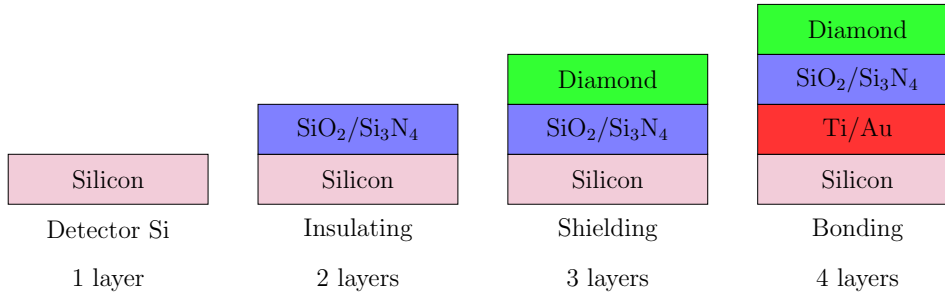 Diamond
Diamond SiO₂/Si₃N₄
SiO₂/Si₃N₄ SiO₂/Si₃N₄ Ti/Au
Silicon Silicon Silicon Silicon
Detector Si Insulating Shielding Bonding
1 layer 2 layers 3 layers 4 layers